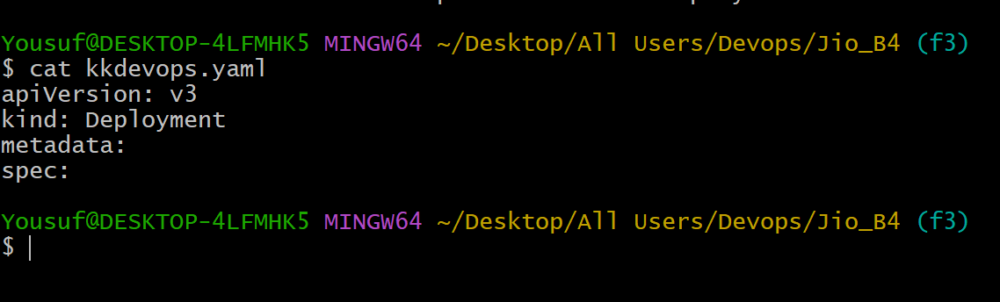 Yousuf@DESKTOP-4LFMHK5 MINGW64 ~/Desktop/All Users/Devops/Jio_B4 (f3)
$ cat kkdevops.yaml
apiVersion: v3
kind: Deployment
metadata:
spec:
Yousuf@DESKTOP-4LFMHK5 MINGW64 ~/Desktop/All Users/Devops/Jio_B4 (f3)
$